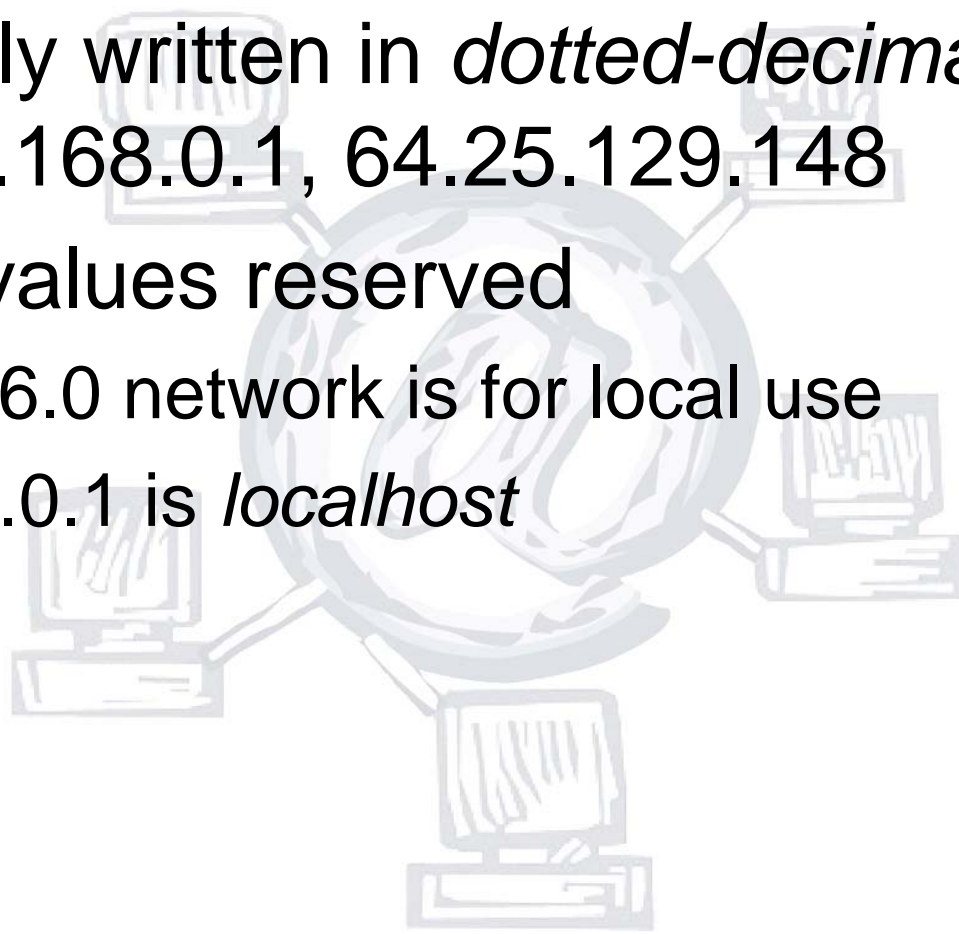 ly written in dotted-decima
.168.0.1, 64.25.129.148
values reserved
6.0 network is for local use
.0.1 is localhost